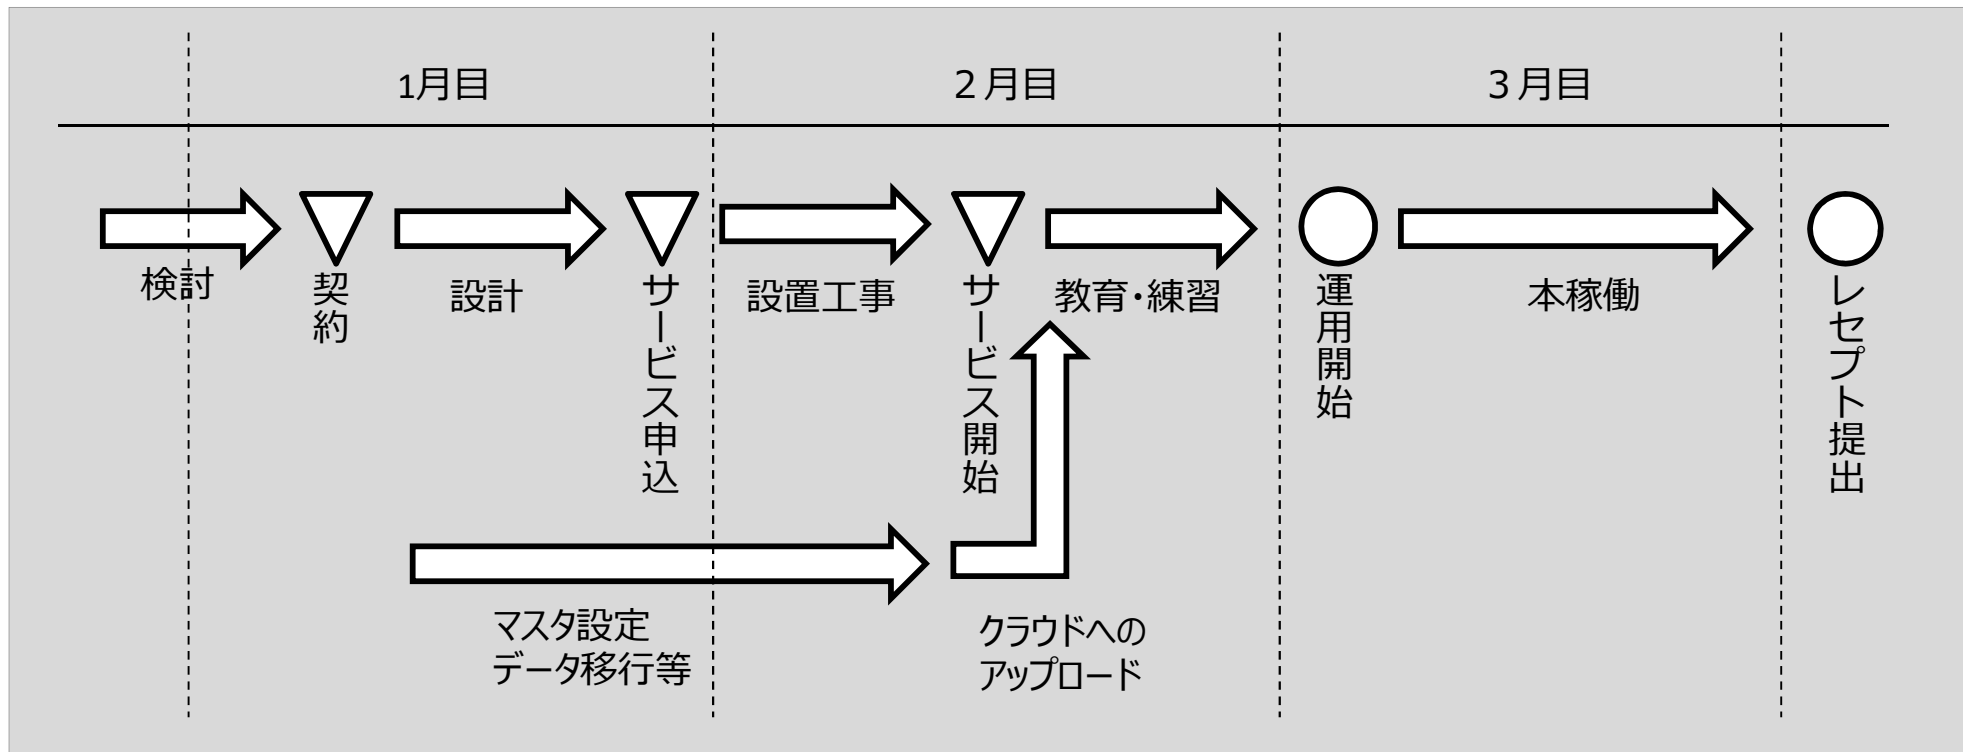 1月目
２月目
３月目
検討
契約
設計
サービス申込
設置工事
サービス開始
教育・練習
運用開始
本稼働
レセプト提出
マスタ設定
データ移行等
クラウドへの
アップロード